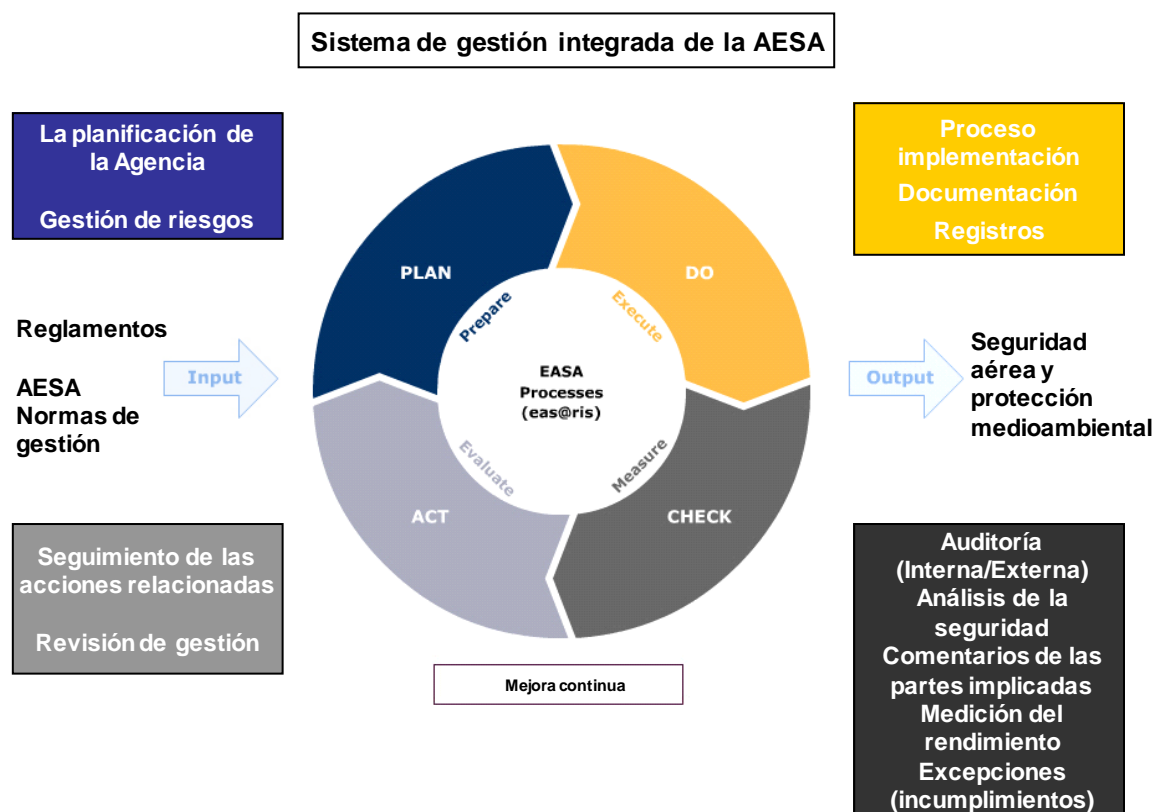 Sistema de gestión integrada de la AESA
La planificación de
la Agencia
Gestión de riesgos
Proceso
implementación
Documentación
Registros
PLAN
DO
Prepare
Execute
Reglamentos
AESA
Normas de
gestión
Input
EASA
Processes
(eas@ris)
Output
Seguridad
aérea y
protección
medioambiental
Evaluate
Measure
ACT
CHECK
Seguimiento de las
acciones relacionadas
Revisión de gestión
Auditoría
(Interna/Externa)
Análisis de la
seguridad
Comentarios de las
partes implicadas
Medición del
rendimiento
Excepciones
(incumplimientos)
Mejora continua